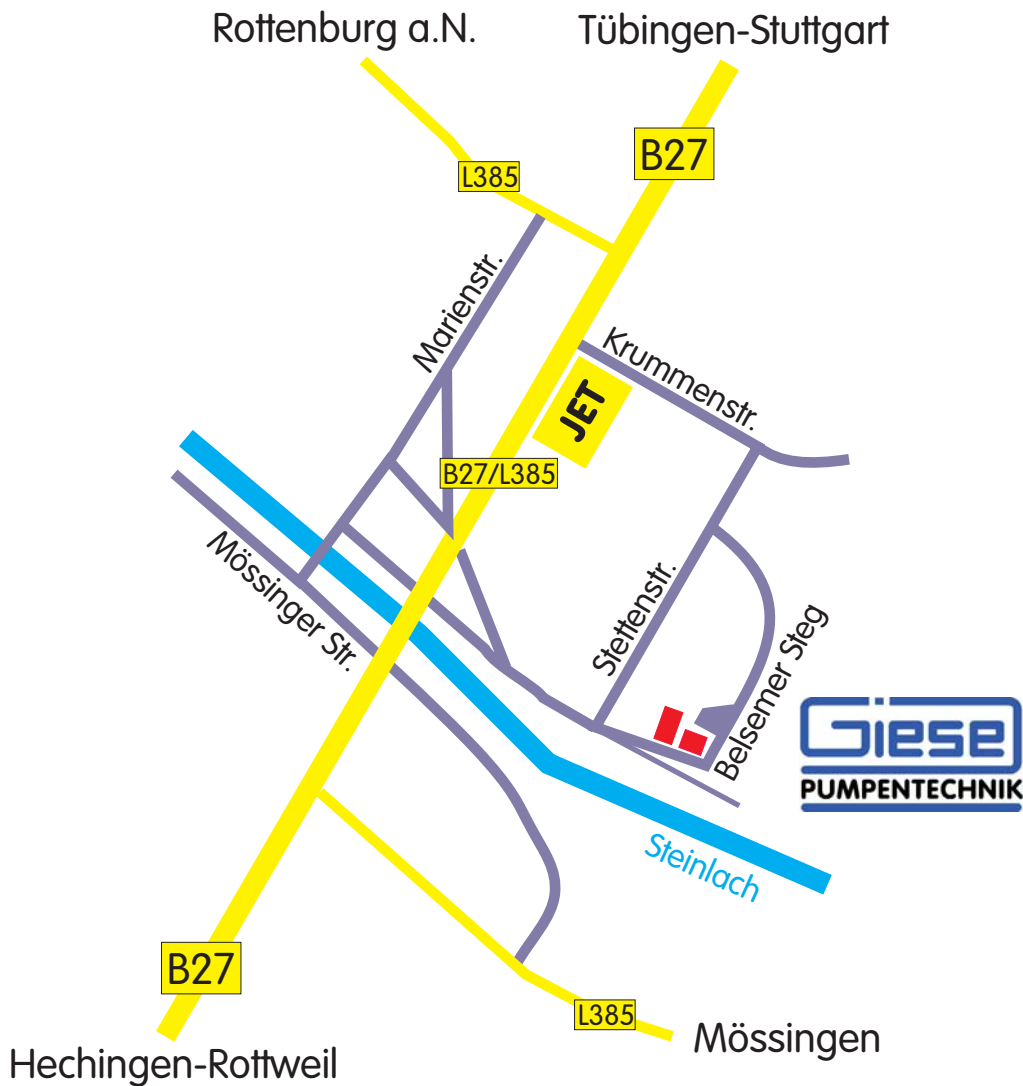 Rottenburg a.N.
Tübingen-Stuttgart
B27
L385
Marienstr.
Krummenstr.
JET
B27/L385
Mössinger Str.
Stettenstr.
Belsemer Steg
Giese
PUMPENTECHNIK
Steinlach
B27
L385
Mössingen
Hechingen-Rottweil